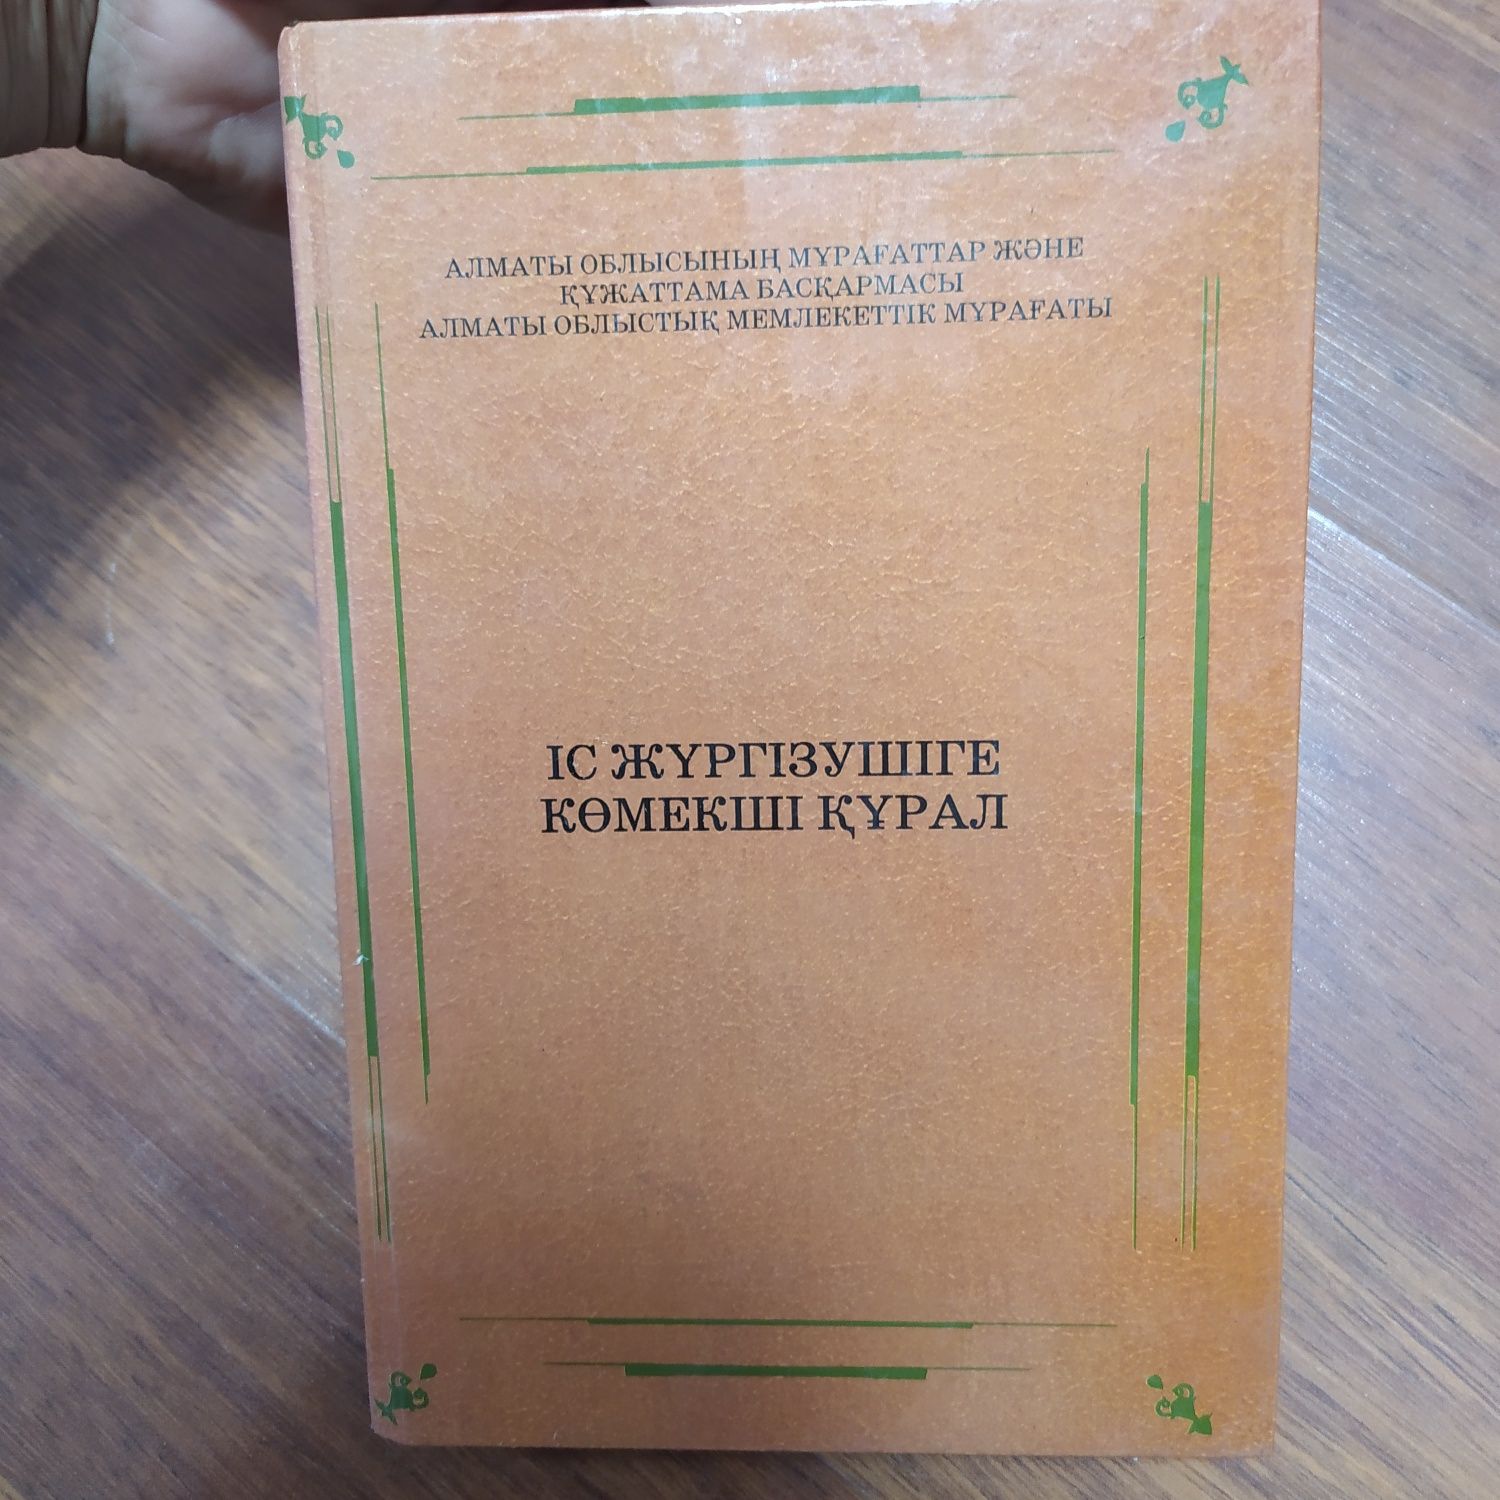 АЛМАТЫ ОБЛЫСЫНЫҢ МҰРАҒАТТАР ЖӘНЕ
ҚҰЖАТТАМА БАСҚАРМАСЫ
АЛМАТЫ ОБЛЫСТЫҚ МЕМЛЕКЕТТІК МҰРАҒАТЫ
ІС ЖҮРГІЗУШІГЕ
КӨМЕКШІ ҚҰРАЛ